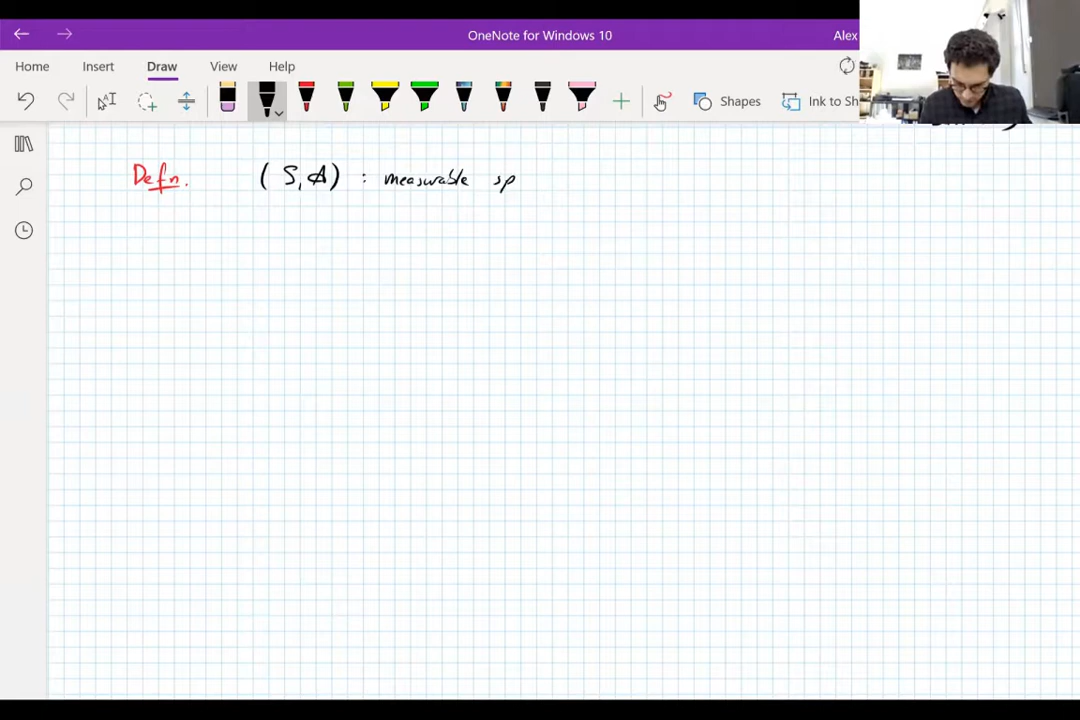 OneNote for Windows 10
Alex
Home Insert Draw View Help
Shapes Ink to Sh
Defn. (S, A) : measurable sp